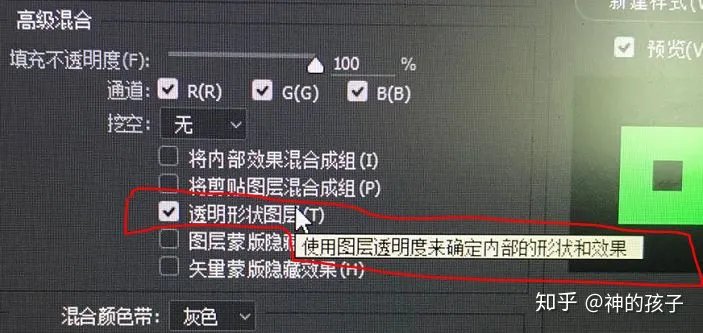 高级混合
新建样式(W
填充不透明度(F): 100 %
预览(V)
通道: R(R) G(G) B(B)
挖空: 无
将内部效果混合成组(I)
将剪贴图层混合成组(P)
透明形状图层(T)
图层蒙版隐藏
使用图层透明度来确定内部的形状和效果
矢量蒙版隐藏效果(H)
混合颜色带: 灰色
知乎 @神的孩子